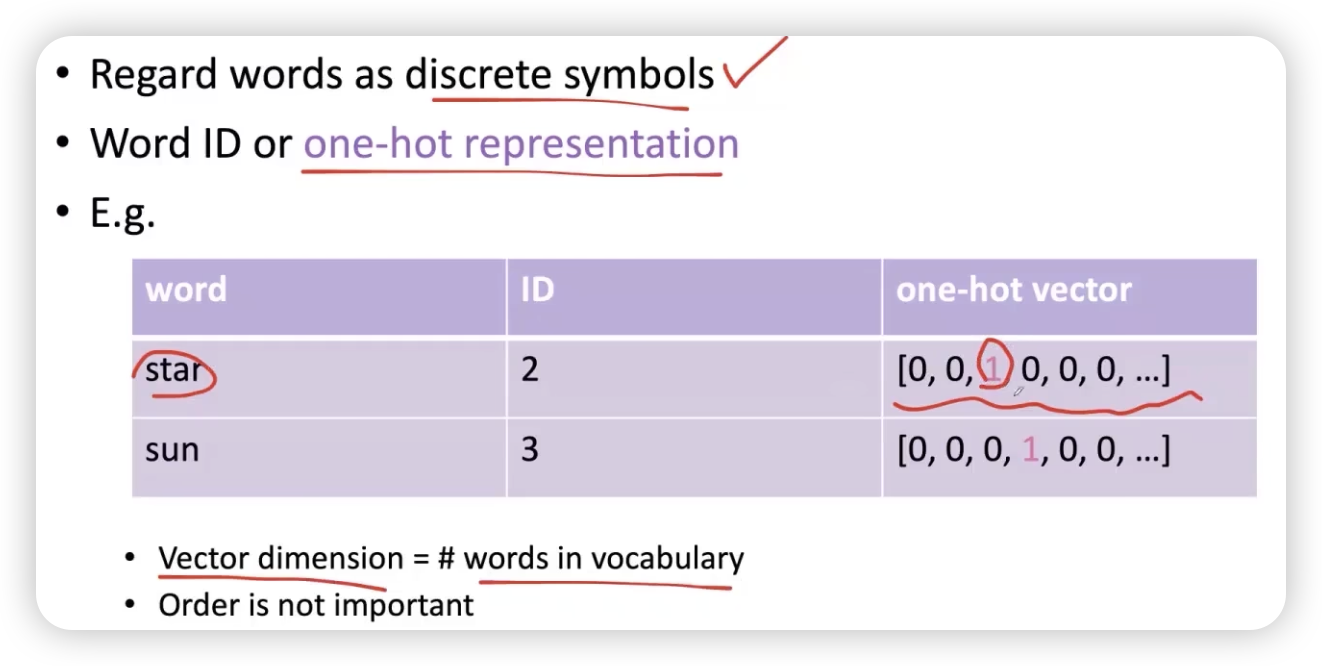 • Regard words as discrete symbols
• Word ID or one-hot representation
• E.g.
word ID one-hot vector
star 2 [0, 0, 1, 0, 0, 0, ...]
sun 3 [0, 0, 0, 1, 0, 0, ...]
• Vector dimension = # words in vocabulary
• Order is not important